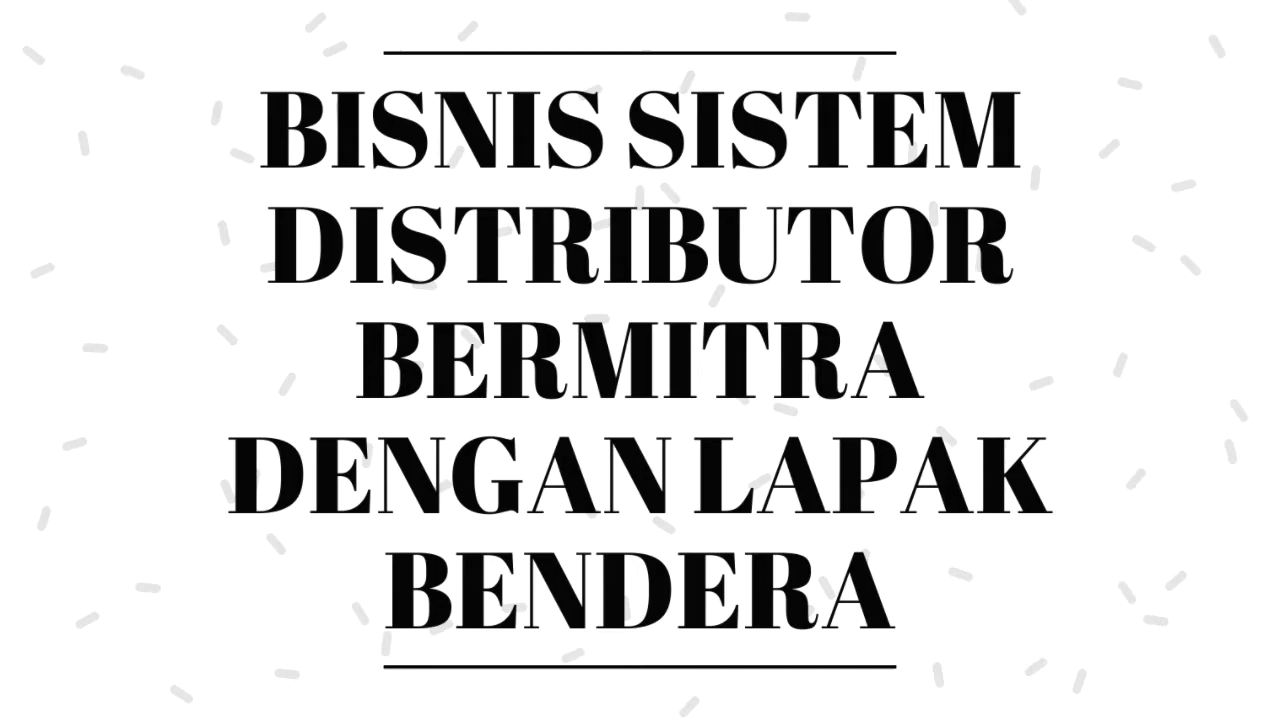 BISNIS SISTEM
DISTRIBUTOR
BERMITRA
DENGAN LAPAK
BENDERA